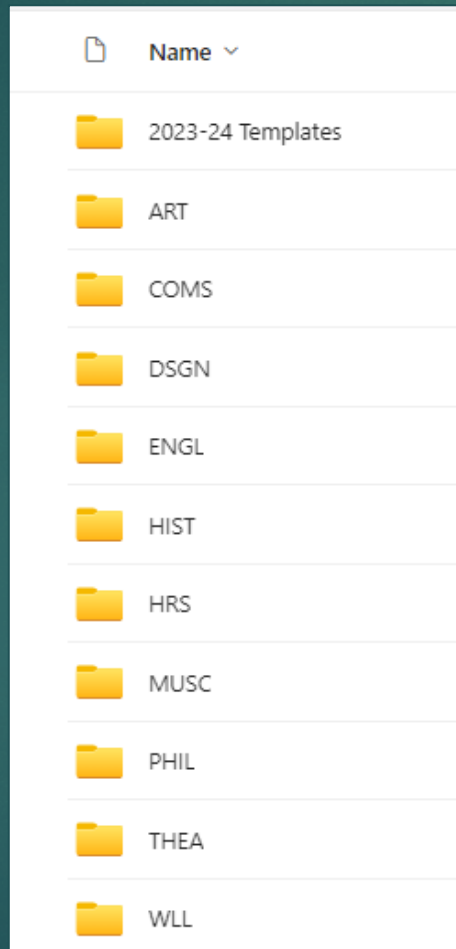 Name
2023-24 Templates
ART
COMS
DSGN
ENGL
HIST
HRS
MUSC
PHIL
THEA
WLL